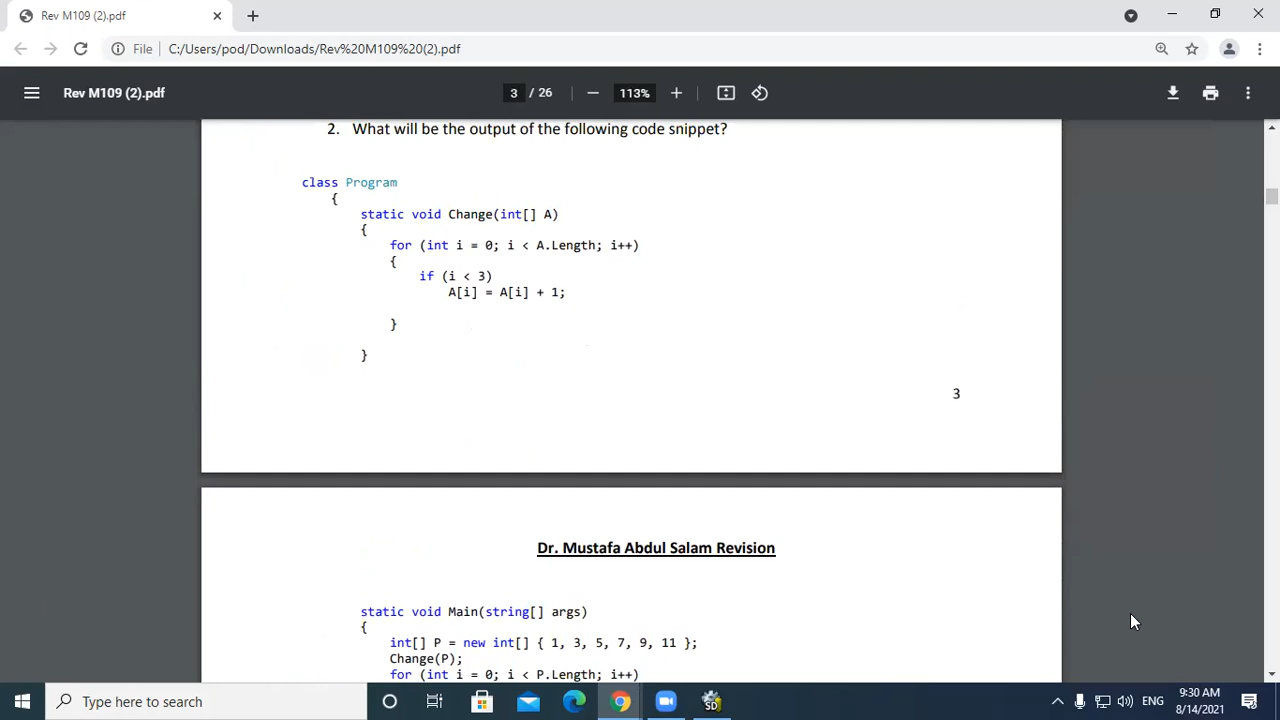 Rev M109 (2).pdf
File
C:/Users/pod/Downloads/Rev%20M109%20(2).pdf
Rev M109 (2).pdf
3 / 26
113%
2. What will be the output of the following code snippet?
class Program
{
static void Change(int[] A)
{
for (int i = 0; i < A.Length; i++)
{
if (i < 3)
A[i] = A[i] + 1;
}
}
3
Dr. Mustafa Abdul Salam Revision
static void Main(string[] args)
{
int[] P = new int[] { 1, 3, 5, 7, 9, 11 };
Change(P);
for (int i = 0; i < P.Length; i++)
Type here to search
SD
ENG
9:30 AM
8/14/2021